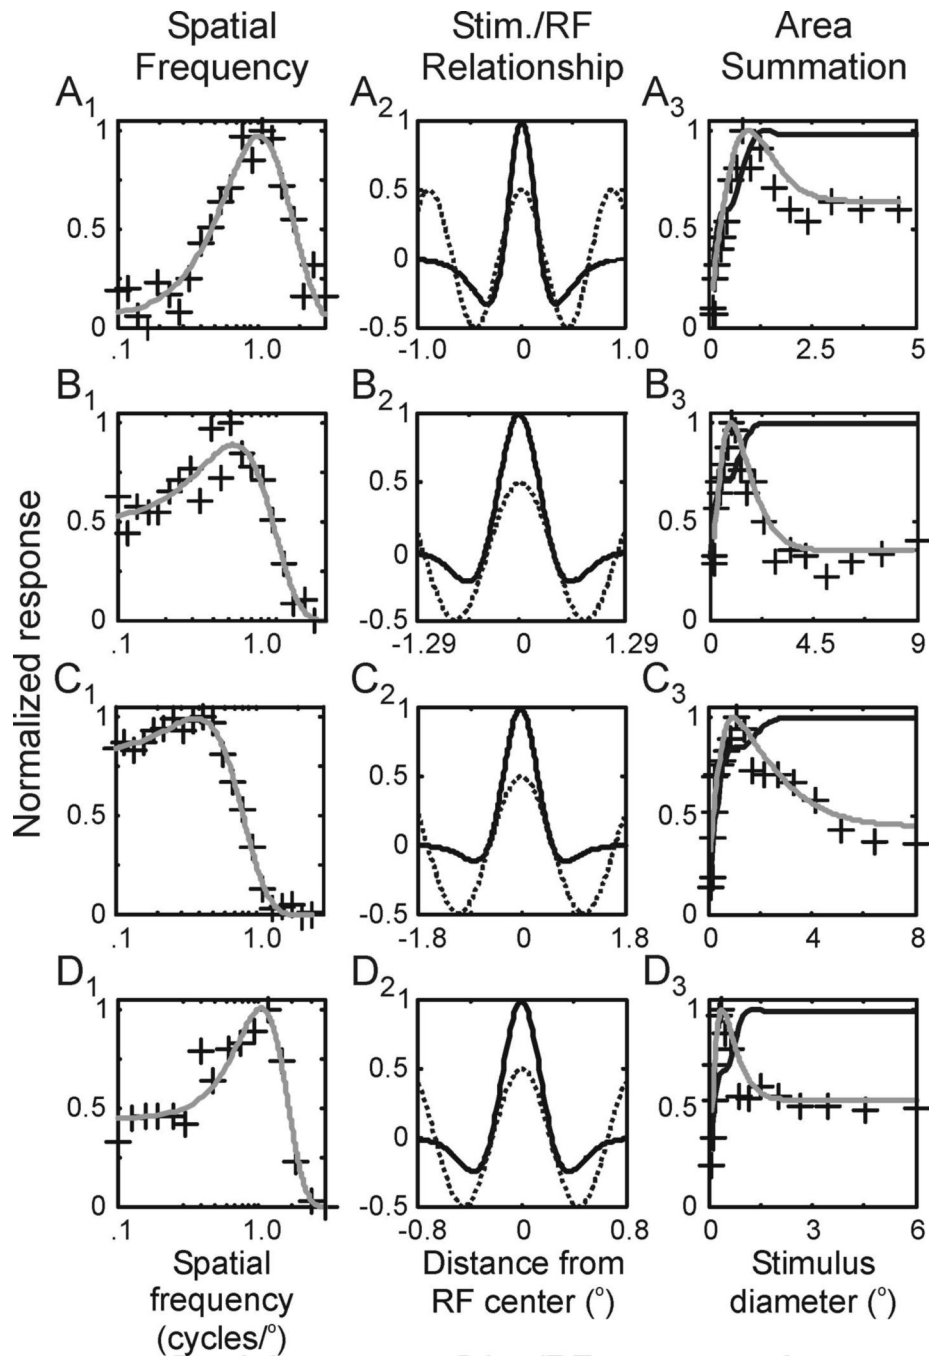 Spatial
Frequency
Stim./RF
Relationship
Area
Summation
A1
A2
A3
1
0.5
0
.1
1.0
1
0.5
0
-0.5
-1.0
0
1.0
1
0.5
0
0
2.5
5
B1
B2
B3
1
0.5
0
.1
1.0
1
0.5
0
-0.5
-1.29
0
1.29
1
0.5
0
0
4.5
9
Normalized response
C1
C2
C3
1
0.5
0
.1
1.0
1
0.5
0
-0.5
-1.8
0
1.8
1
0.5
0
0
4
8
D1
D2
D3
1
0.5
0
.1
1.0
1
0.5
0
-0.5
-0.8
0
0.8
1
0.5
0
0
3
6
Spatial
frequency
(cycles/°)
Distance from
RF center (°)
Stimulus
diameter (°)